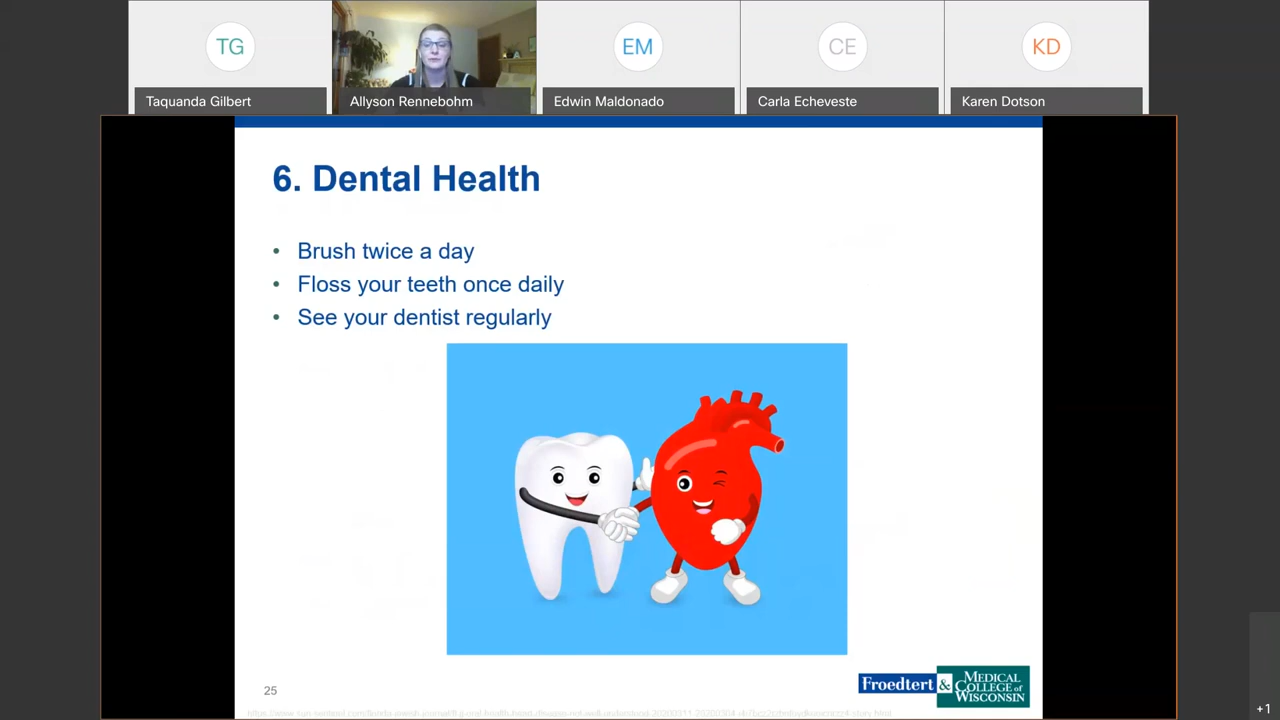 TG
EM
CE
KD
Taquanda Gilbert
Allyson Rennebohm
Edwin Maldonado
Carla Echeveste
Karen Dotson
6. Dental Health
• Brush twice a day
• Floss your teeth once daily
• See your dentist regularly
25
Froedtert & MEDICAL
COLLEGE of
WISCONSIN
+1